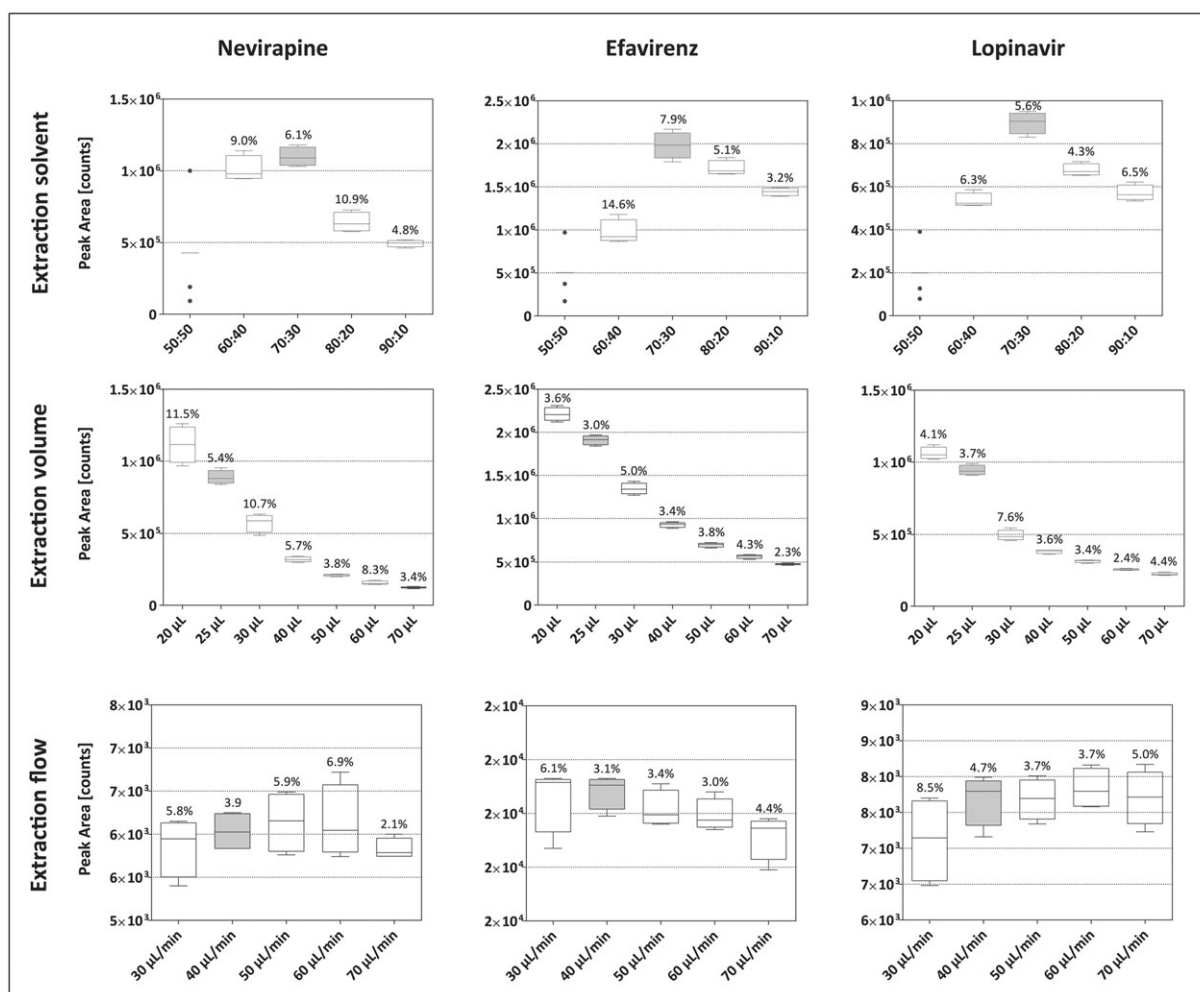 Nevirapine
Efavirenz
Lopinavir
Extraction solvent
Peak Area [counts]
1.5×10⁶
1×10⁶
5×10⁵
0
9.0%
6.1%
10.9%
4.8%
50:50
60:40
70:30
80:20
90:10
2.5×10⁶
2×10⁶
1.5×10⁶
1×10⁶
5×10⁵
0
14.6%
7.9%
5.1%
3.2%
50:50
60:40
70:30
80:20
90:10
1×10⁶
8×10⁵
6×10⁵
4×10⁵
2×10⁵
0
6.3%
5.6%
4.3%
6.5%
50:50
60:40
70:30
80:20
90:10
Extraction volume
Peak Area [counts]
1.5×10⁶
1×10⁶
5×10⁵
0
11.5%
5.4%
10.7%
5.7%
3.8%
8.3%
3.4%
20 µL
25 µL
30 µL
40 µL
50 µL
60 µL
70 µL
2.5×10⁶
2×10⁶
1.5×10⁶
1×10⁶
5×10⁵
0
3.6%
3.0%
5.0%
3.4%
3.8%
4.3%
2.3%
20 µL
25 µL
30 µL
40 µL
50 µL
60 µL
70 µL
1.5×10⁶
1×10⁶
5×10⁵
0
4.1%
3.7%
7.6%
3.6%
3.4%
2.4%
4.4%
20 µL
25 µL
30 µL
40 µL
50 µL
60 µL
70 µL
Extraction flow
Peak Area [counts]
8×10³
7×10³
7×10³
6×10³
6×10³
5×10³
5.8%
3.9
5.9%
6.9%
2.1%
30 µL/min
40 µL/min
50 µL/min
60 µL/min
70 µL/min
2×10⁴
2×10⁴
2×10⁴
2×10⁴
2×10⁴
6.1%
3.1%
3.4%
3.0%
4.4%
30 µL/min
40 µL/min
50 µL/min
60 µL/min
70 µL/min
9×10³
9×10³
8×10³
8×10³
7×10³
7×10³
6×10³
8.5%
4.7%
3.7%
3.7%
5.0%
30 µL/min
40 µL/min
50 µL/min
60 µL/min
70 µL/min